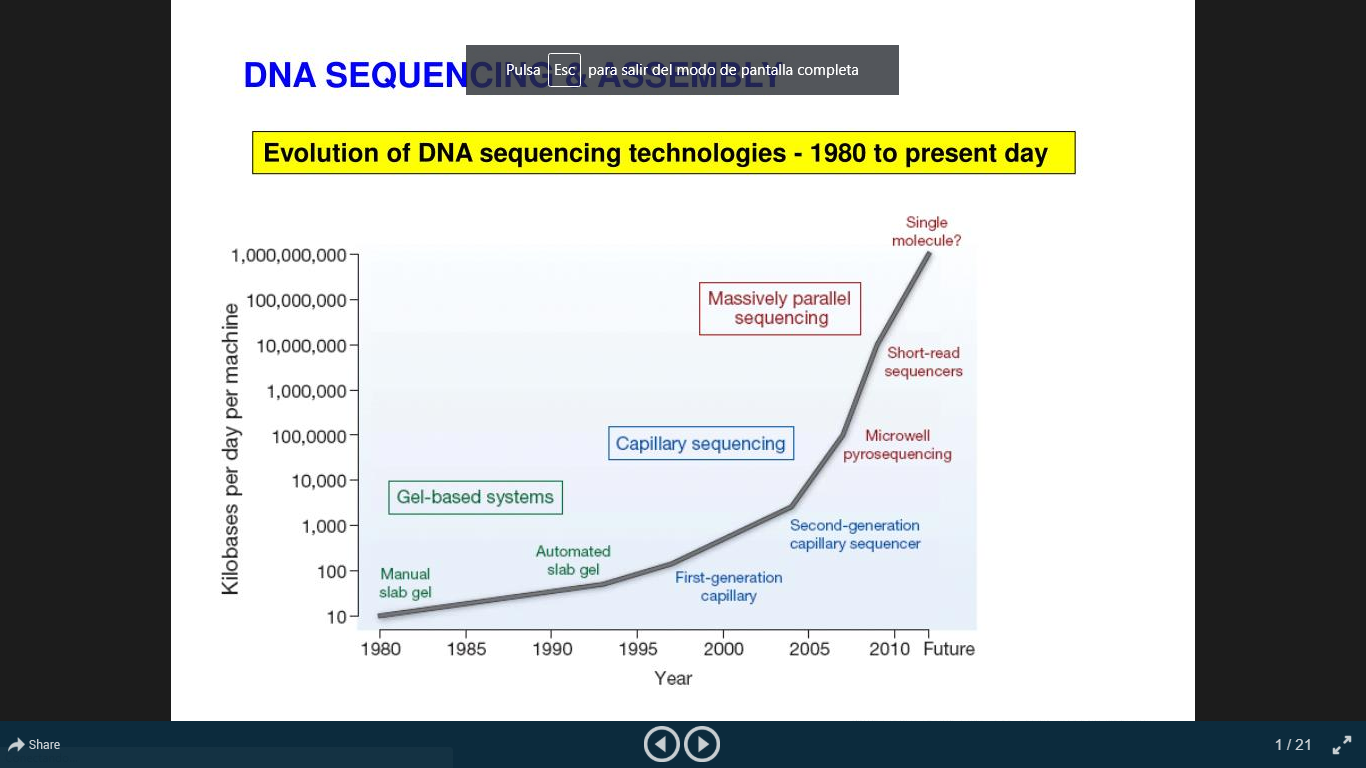 DNA SEQUENCING & ASSEMBLY
Pulsa Esc para salir del modo de pantalla completa
Evolution of DNA sequencing technologies - 1980 to present day
Kilobases per day per machine
1,000,000,000
100,000,000
10,000,000
1,000,000
100,0000
10,000
1,000
100
10
Single
molecule?
Massively parallel
sequencing
Short-read
sequencers
Microwell
pyrosequencing
Capillary sequencing
Gel-based systems
Second-generation
capillary sequencer
Automated
slab gel
First-generation
capillary
Manual
slab gel
1980 1985 1990 1995 2000 2005 2010 Future
Year
Share
1 / 21